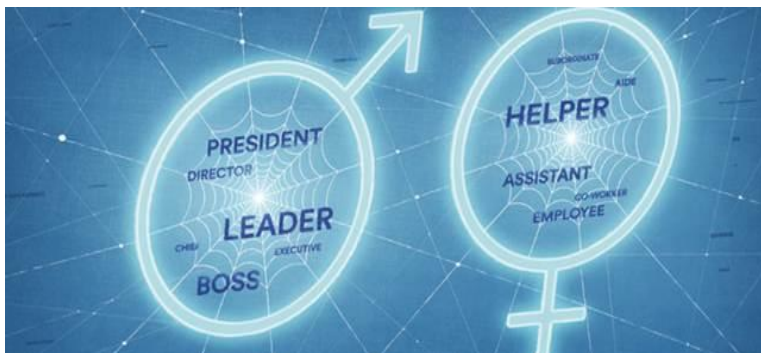 PRESIDENT
DIRECTOR
LEADER
CHIEF
EXECUTIVE
BOSS
SUBORDINATE
AIDE
HELPER
ASSISTANT
CO-WORKER
EMPLOYEE